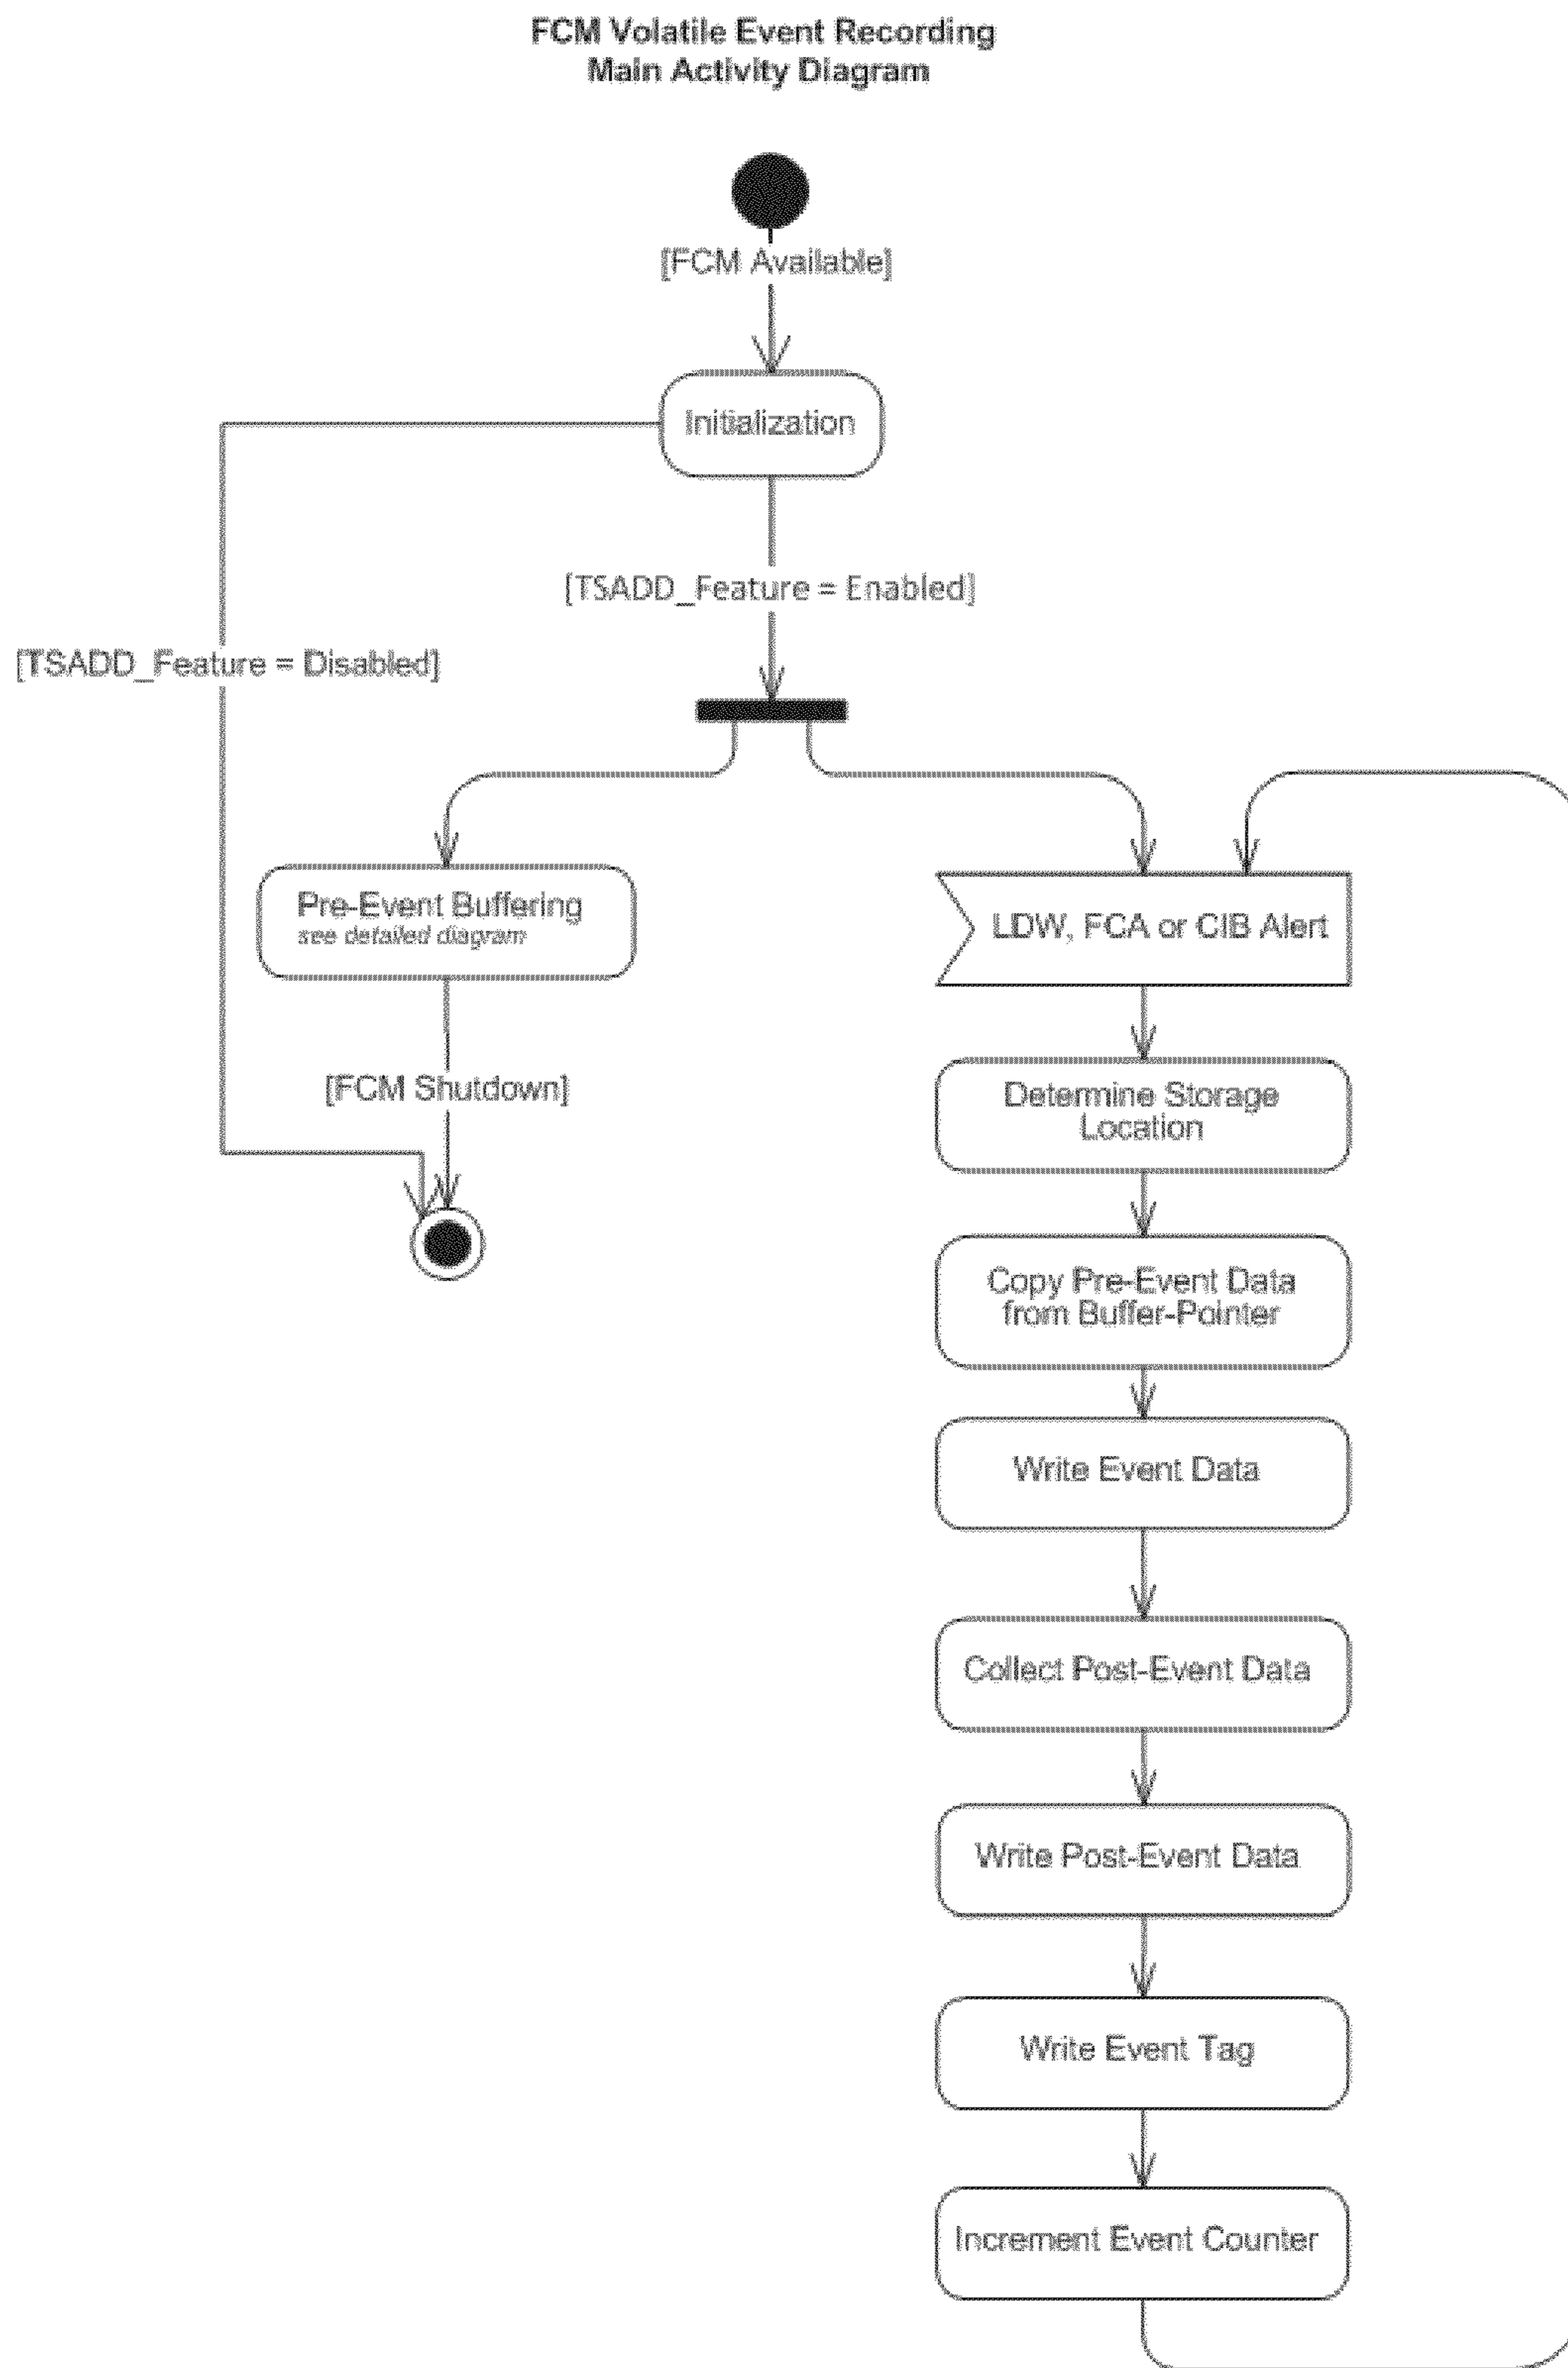 FCM Volatile Event Recording
Main Activity Diagram
[FCM Available]
Initialization
[TSADD_Feature = Enabled]
[TSADD_Feature = Disabled]
Pre-Event Buffering
see detailed diagram
LDW, FCA or CIB Alert
[FCM Shutdown]
Determine Storage
Location
Copy Pre-Event Data
from Buffer-Pointer
Write Event Data
Collect Post-Event Data
Write Post-Event Data
Write Event Tag
Increment Event Counter